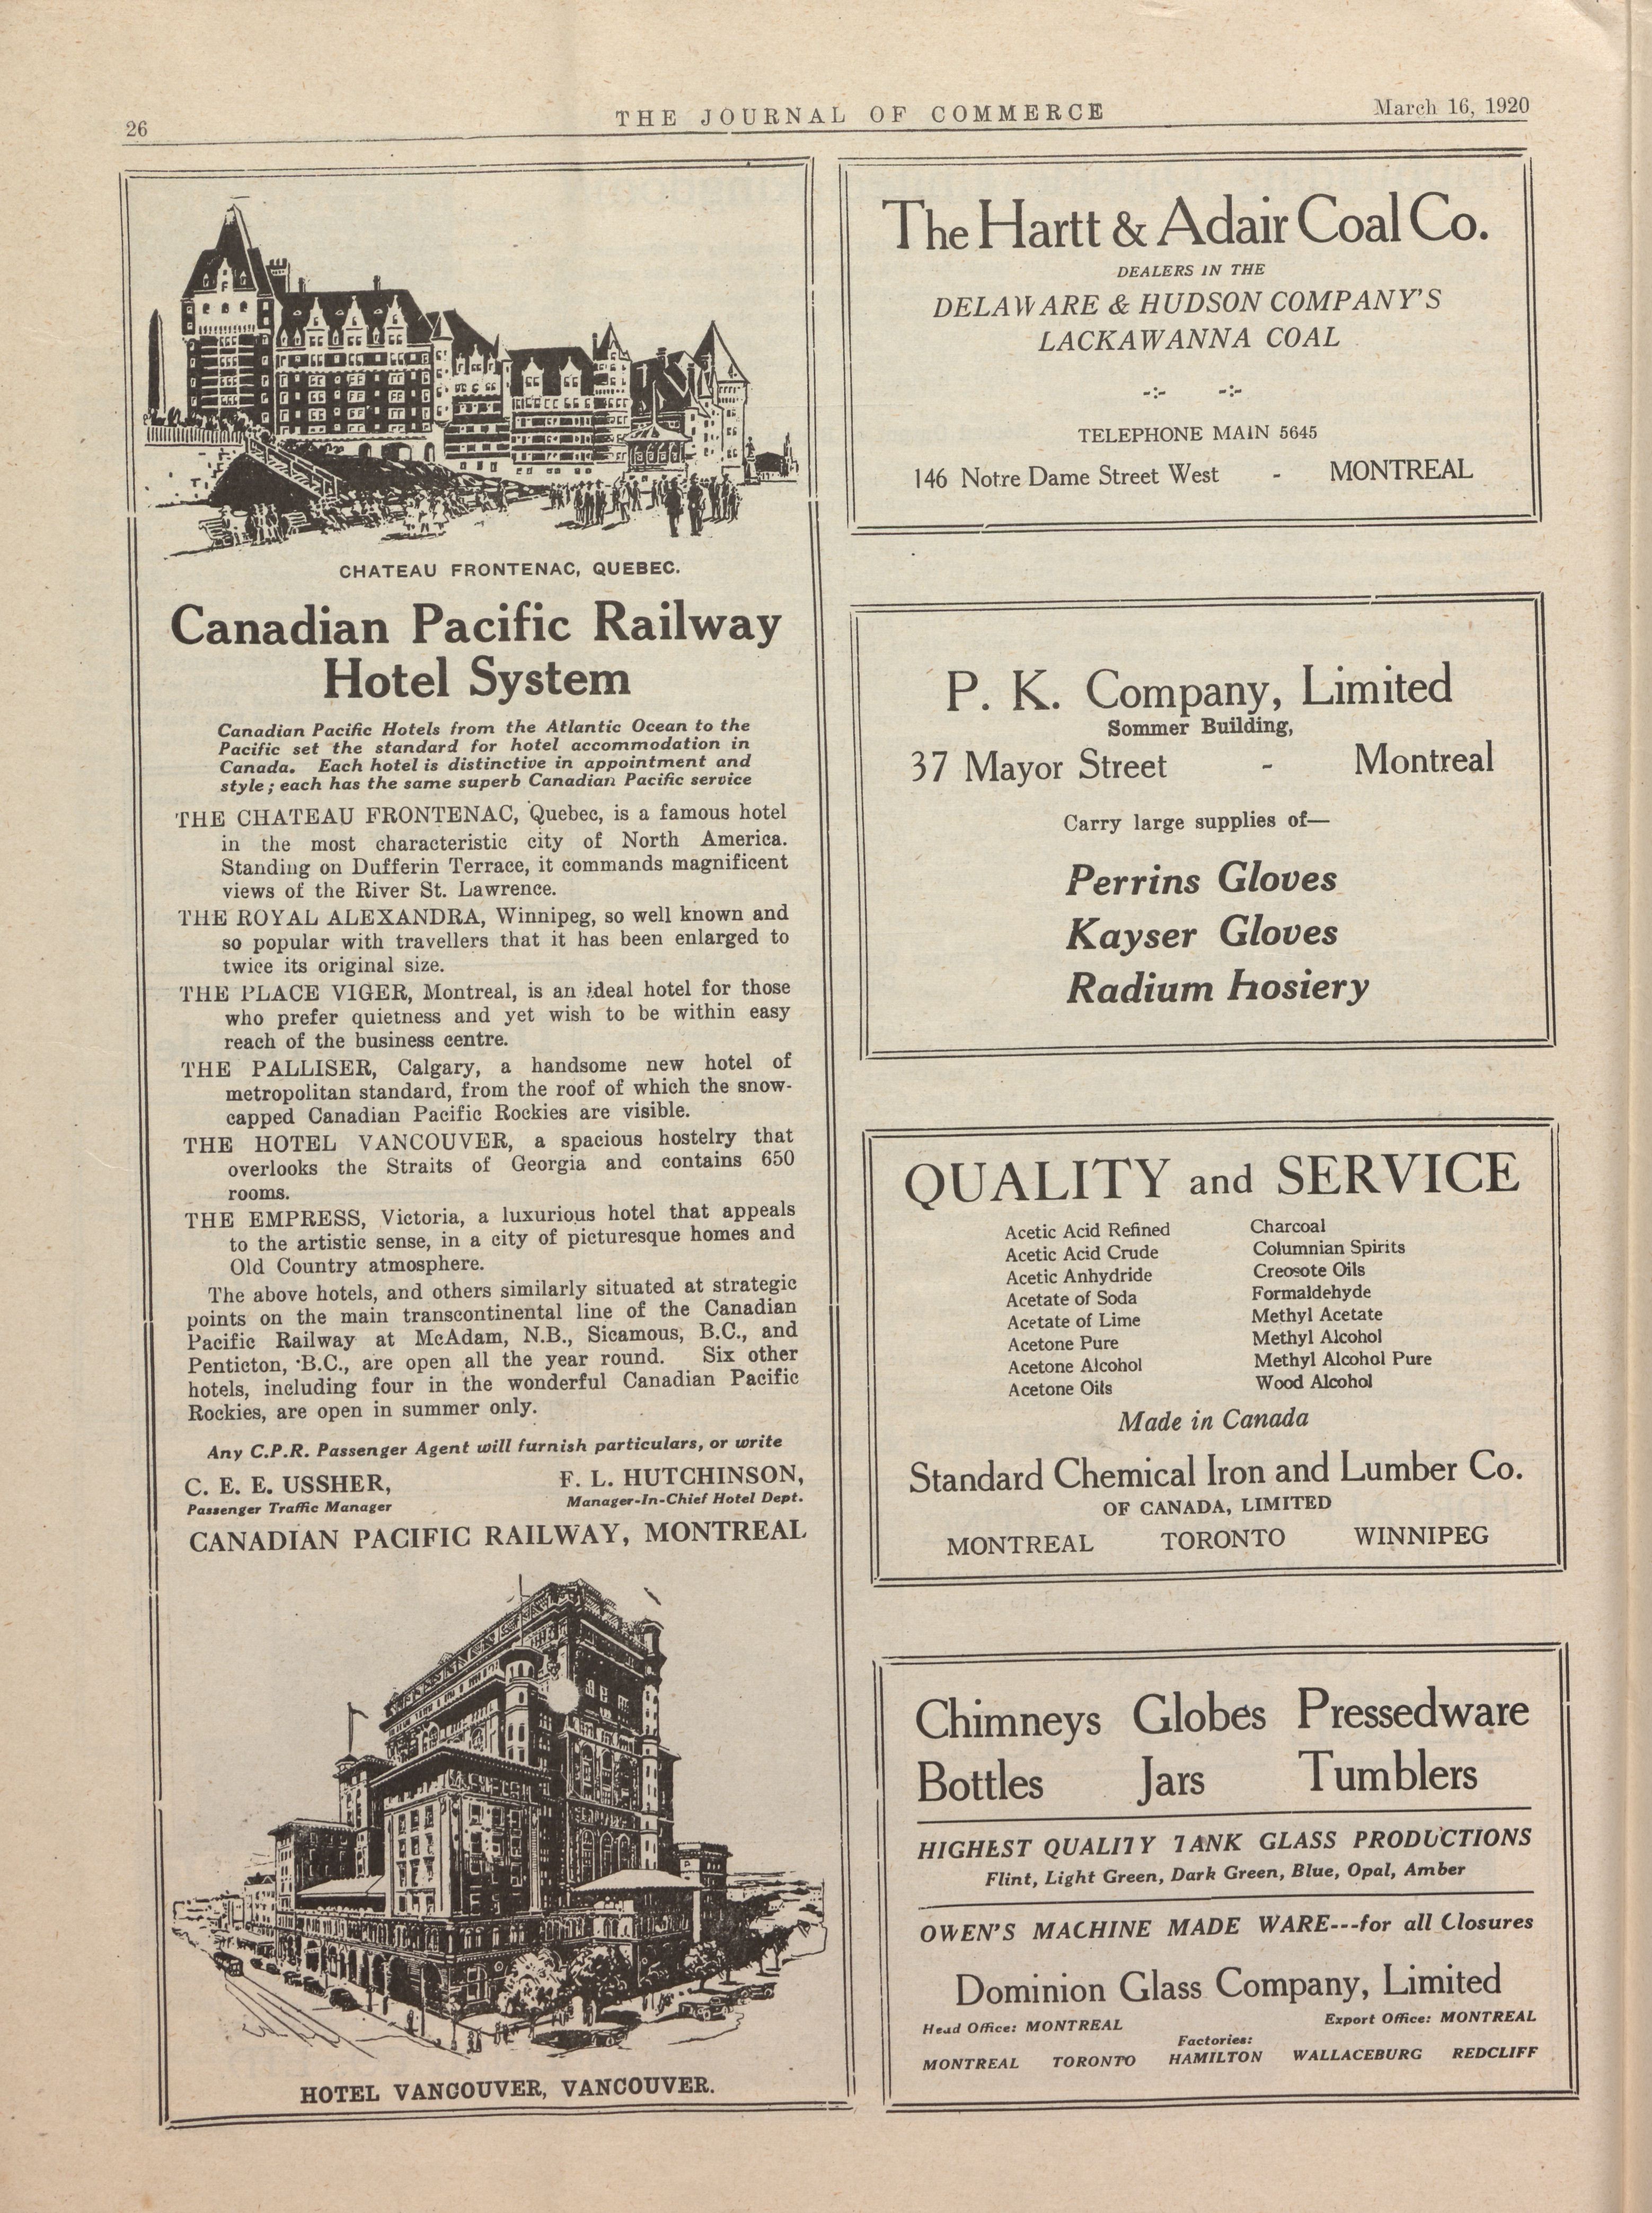 26
THE JOURNAL OF COMMERCE
March 16, 1920
CHATEAU FRONTENAC, QUEBEC.
Canadian Pacific Railway
Hotel System
Canadian Pacific Hotels from the Atlantic Ocean to the
Pacific set the standard for hotel accommodation in
Canada. Each hotel is distinctive in appointment and
style; each has the same superb Canadian Pacific service
THE CHATEAU FRONTENAC, Quebec, is a famous hotel
in the most characteristic city of North America.
Standing on Dufferin Terrace, it commands magnificent
views of the River St. Lawrence.
THE ROYAL ALEXANDRA, Winnipeg, so well known and
so popular with travellers that it has been enlarged to
twice its original size.
THE PLACE VIGER, Montreal, is an ideal hotel for those
who prefer quietness and yet wish to be within easy
reach of the business centre.
THE PALLISER, Calgary, a handsome new hotel of
metropolitan standard, from the roof of which the snow-
capped Canadian Pacific Rockies are visible.
THE HOTEL VANCOUVER, a spacious hostelry that
overlooks the Straits of Georgia and contains 650
rooms.
THE EMPRESS, Victoria, a luxurious hotel that appeals
to the artistic sense, in a city of picturesque homes and
Old Country atmosphere.
The above hotels, and others similarly situated at strategic
points on the main transcontinental line of the Canadian
Pacific Railway at McAdam, N.B., Sicamous, B.C., and
Penticton, B.C., are open all the year round. Six other
hotels, including four in the wonderful Canadian Pacific
Rockies, are open in summer only.
Any C.P.R. Passenger Agent will furnish particulars, or write
C. E. E. USSHER,
Passenger Traffic Manager
F. L. HUTCHINSON,
Manager-In-Chief Hotel Dept.
CANADIAN PACIFIC RAILWAY, MONTREAL
HOTEL VANCOUVER, VANCOUVER.
The Hartt & Adair Coal Co.
DEALERS IN THE
DELAWARE & HUDSON COMPANY'S
LACKAWANNA COAL
-:- -:-
TELEPHONE MAIN 5645
146 Notre Dame Street West - MONTREAL
P. K. Company, Limited
Sommer Building,
37 Mayor Street - Montreal
Carry large supplies of—
Perrins Gloves
Kayser Gloves
Radium Hosiery
QUALITY and SERVICE
Acetic Acid Refined
Acetic Acid Crude
Acetic Anhydride
Acetate of Soda
Acetate of Lime
Acetone Pure
Acetone Alcohol
Acetone Oils
Charcoal
Columnian Spirits
Creosote Oils
Formaldehyde
Methyl Acetate
Methyl Alcohol
Methyl Alcohol Pure
Wood Alcohol
Made in Canada
Standard Chemical Iron and Lumber Co.
OF CANADA, LIMITED
MONTREAL TORONTO WINNIPEG
Chimneys Globes Pressedware
Bottles Jars Tumblers
HIGHEST QUALITY TANK GLASS PRODUCTIONS
Flint, Light Green, Dark Green, Blue, Opal, Amber
OWEN'S MACHINE MADE WARE---for all Closures
Dominion Glass Company, Limited
Head Office: MONTREAL Export Office: MONTREAL
Factories:
MONTREAL TORONTO HAMILTON WALLACEBURG REDCLIFF